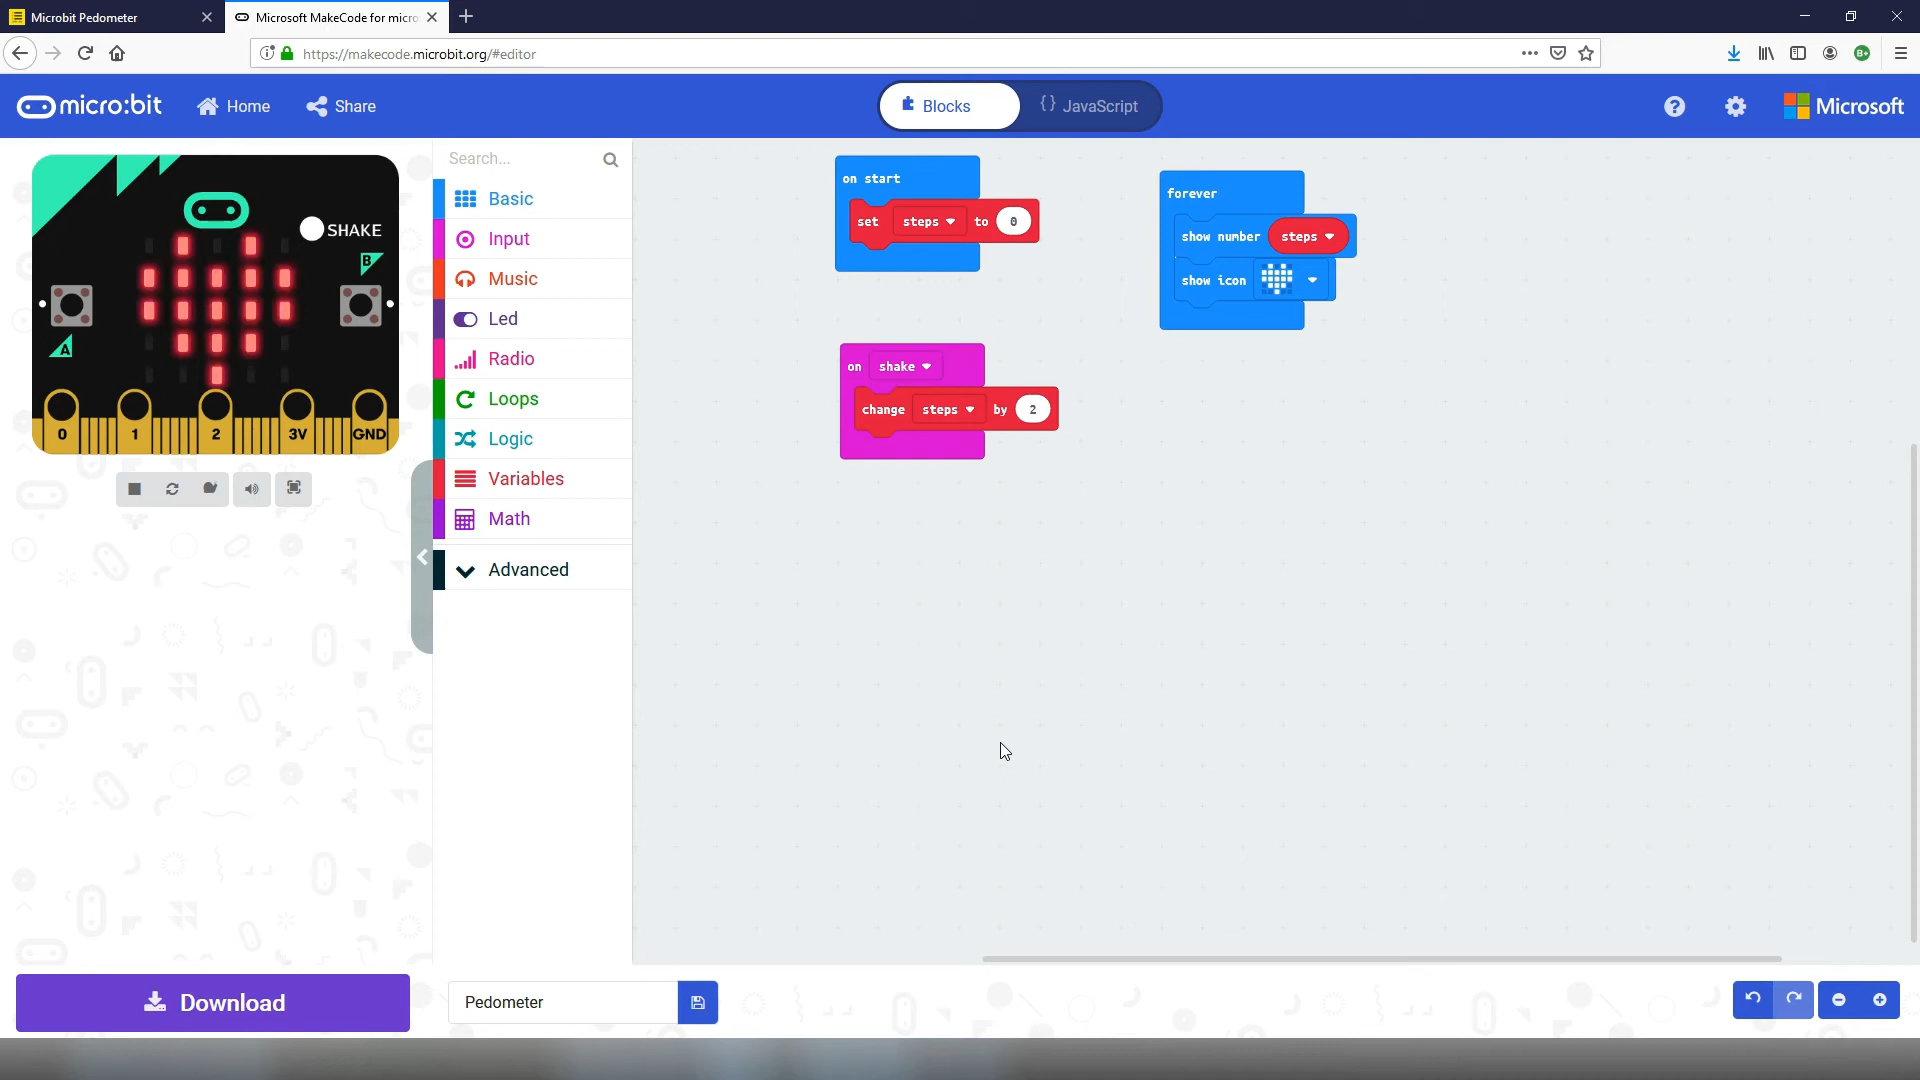 Microbit Pedometer
Microsoft MakeCode for micro
https://makecode.microbit.org/#editor
micro:bit
Home
Share
Blocks
{} JavaScript
?
Microsoft
SHAKE
B
A
0
1
2
3V
GND
Search...
Basic
Input
Music
Led
Radio
Loops
Logic
Variables
Math
Advanced
on start
set steps to 0
forever
show number steps
show icon
on shake
change steps by 2
Download
Pedometer